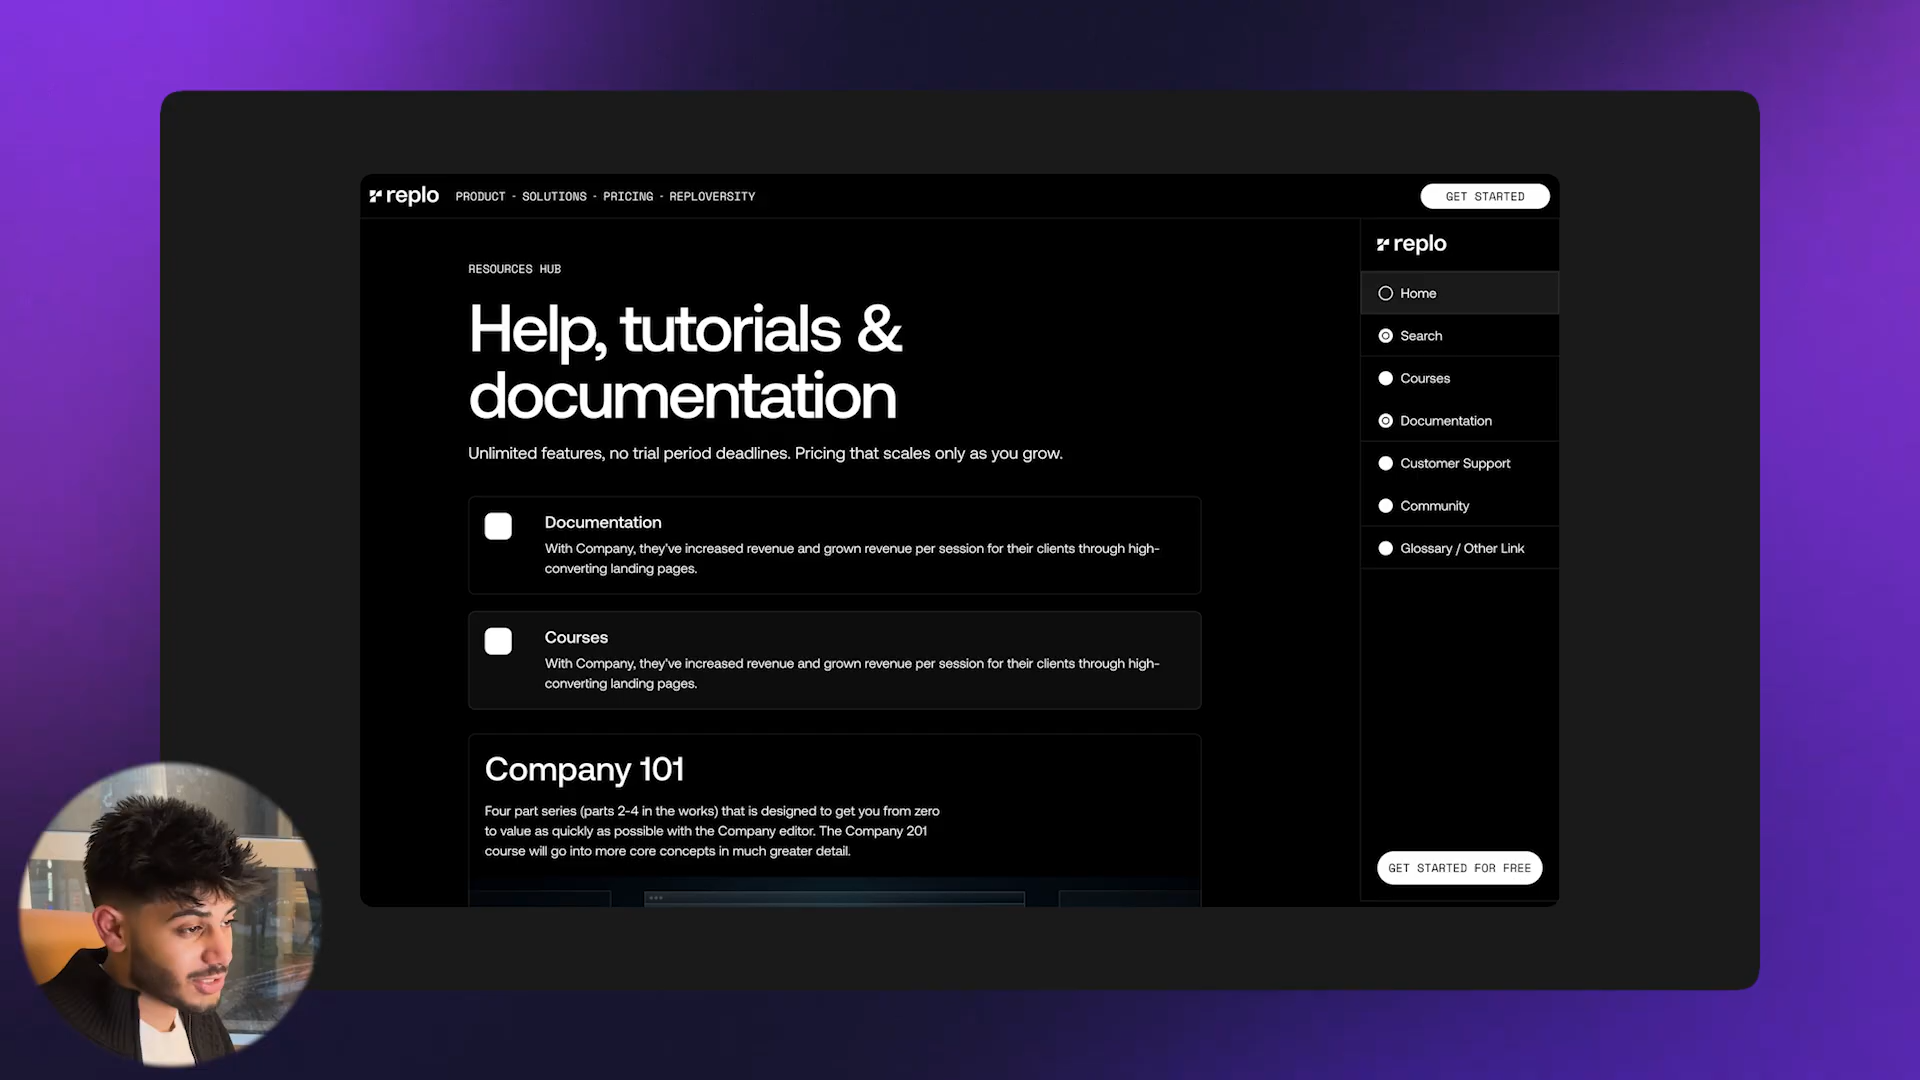 replo PRODUCT - SOLUTIONS - PRICING - REPLOVERSITY GET STARTED
RESOURCES HUB
Help, tutorials &
documentation
Unlimited features, no trial period deadlines. Pricing that scales only as you grow.
Documentation
With Company, they've increased revenue and grown revenue per session for their clients through high-
converting landing pages.
Courses
With Company, they've increased revenue and grown revenue per session for their clients through high-
converting landing pages.
Company 101
Four part series (parts 2-4 in the works) that is designed to get you from zero
to value as quickly as possible with the Company editor. The Company 201
course will go into more core concepts in much greater detail.
replo
Home
Search
Courses
Documentation
Customer Support
Community
Glossary / Other Link
GET STARTED FOR FREE